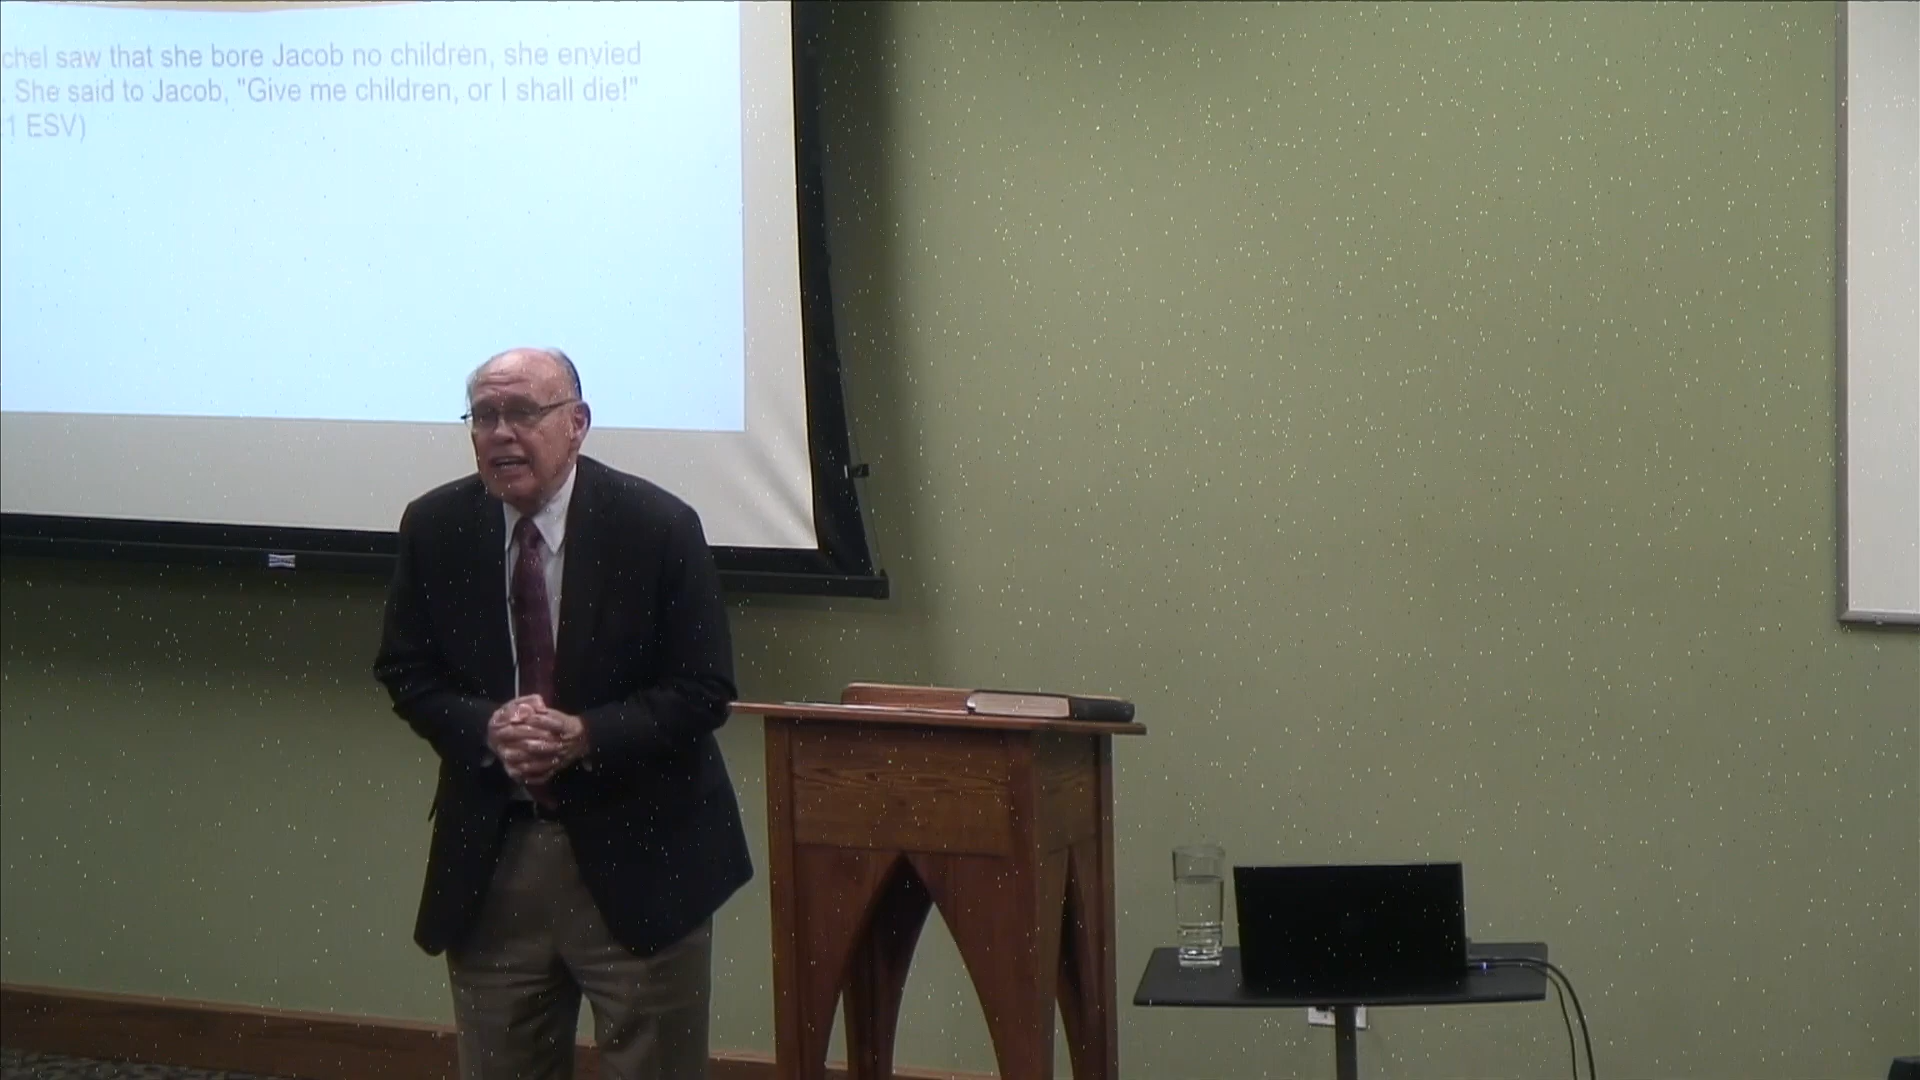 chel saw that she bore Jacob no children, she envied
. She said to Jacob, "Give me children, or I shall die!"
1 ESV)